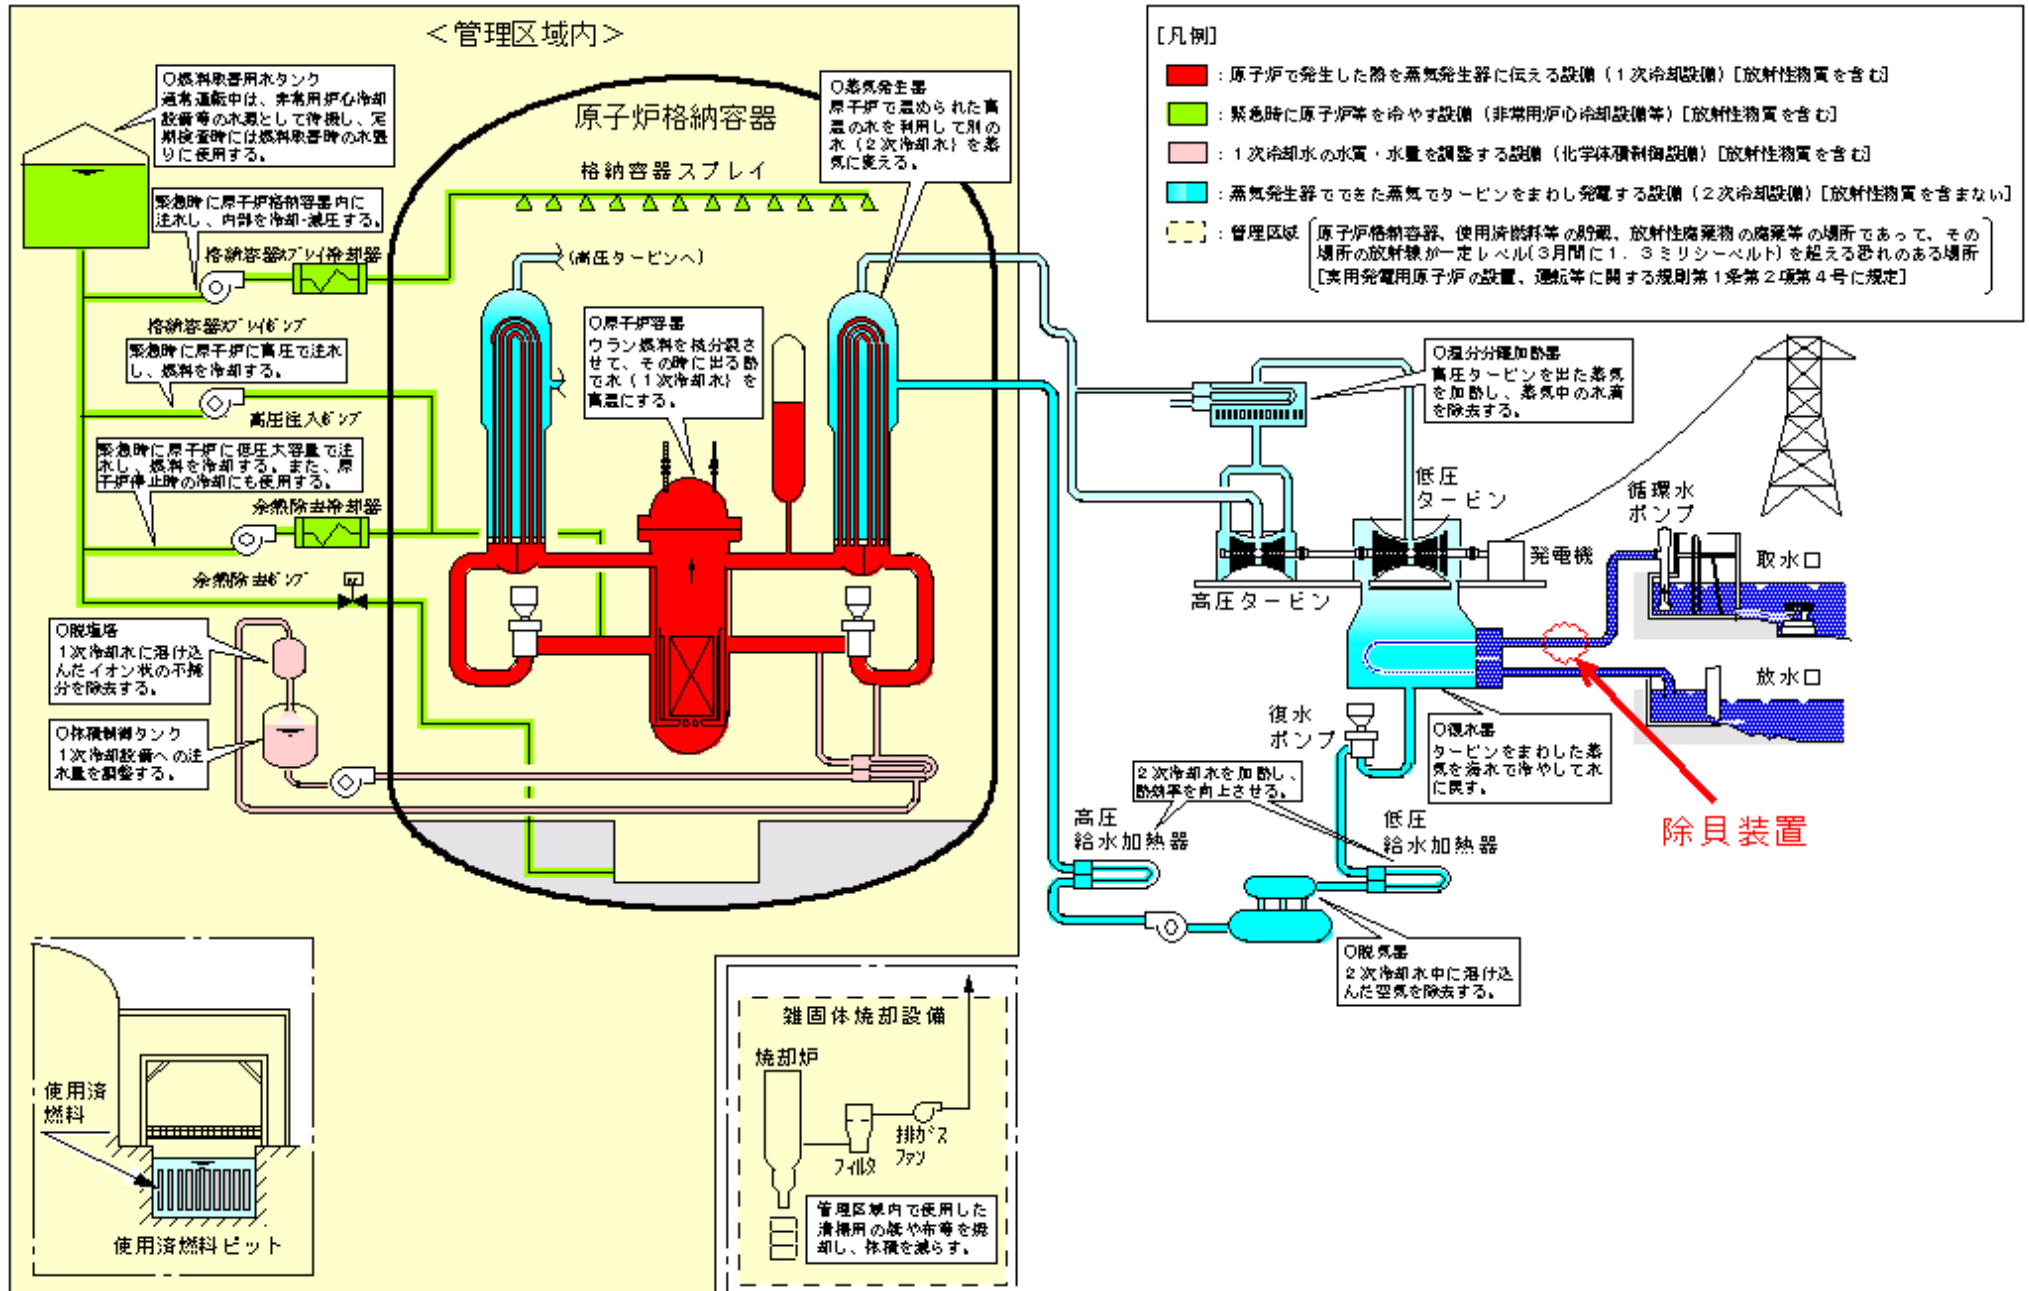 ＜管理区域内＞
○燃料取替用水タンク
通常運転中は、非常用炉心冷却
設備等の水源として待機し、定
期検査時には燃料取替時の水張
りに使用する。
緊急時に原子炉格納容器内に
注水し、内部を冷却・減圧する。
格納容器ｽﾌﾟﾚｲ冷却器
格納容器ｽﾌﾟﾚｲﾎﾟﾝﾌﾟ
緊急時に原子炉に高圧で注水
し、燃料を冷却する。
高圧注入ﾎﾟﾝﾌﾟ
緊急時に原子炉に低圧大容量で注
水し、燃料を冷却する。また、原
子炉停止時の冷却にも使用する。
余熱除去冷却器
余熱除去ﾎﾟﾝﾌﾟ
○脱塩塔
１次冷却水に溶け込
んだイオン状の不純
分を除去する。
○体積制御タンク
１次冷却設備への注
水量を調整する。
原子炉格納容器
格納容器スプレイ
(高圧タービンへ)
○蒸気発生器
原子炉で温められた高
温の水を利用して別の
水（２次冷却水）を蒸
気に変える。
○原子炉容器
ウラン燃料を核分裂さ
せて、その時に出る熱
で水（１次冷却水）を
高温にする。
使用済
燃料
使用済燃料ピット
雑固体焼却設備
焼却炉
フィルタ
排ｶﾞｽ
ﾌｧﾝ
管理区域内で使用した
清掃用の紙や布等を焼
却し、体積を減らす。
[凡例]
：原子炉で発生した熱を蒸気発生器に伝える設備（１次冷却設備）[放射性物質を含む]
：緊急時に原子炉等を冷やす設備（非常用炉心冷却設備等）[放射性物質を含む]
：１次冷却水の水質・水量を調整する設備（化学体積制御設備）[放射性物質を含む]
：蒸気発生器でできた蒸気でタービンをまわし発電する設備（２次冷却設備）[放射性物質を含まない]
：管理区域 原子炉格納容器、使用済燃料等の貯蔵、放射性廃棄物の廃棄等の場所であって、その
場所の放射線が一定レベル(３月間に１．３ミリシーベルト)を超える恐れのある場所
[実用発電用原子炉の設置、運転等に関する規則第１条第２項第４号に規定]
○湿分分離加熱器
高圧タービンを出た蒸気
を加熱し、蒸気中の水滴
を除去する。
低圧
タービン
高圧タービン
発電機
循環水
ポンプ
取水口
放水口
除貝装置
復水
ポンプ
○復水器
タービンをまわした蒸
気を海水で冷やして水
に戻す。
２次冷却水を加熱し、
熱効率を向上させる。
高圧
給水加熱器
低圧
給水加熱器
○脱気器
２次冷却水中に溶け込
んだ空気を除去する。